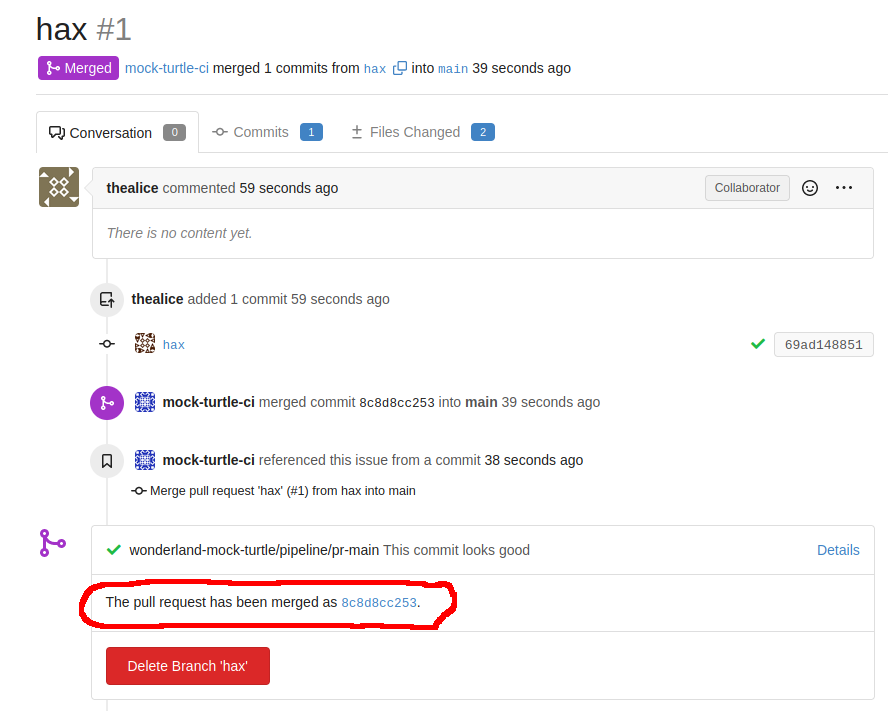 hax #1
Merged mock-turtle-ci merged 1 commits from hax into main 39 seconds ago
Conversation 0 Commits 1 Files Changed 2
thealice commented 59 seconds ago Collaborator
There is no content yet.
thealice added 1 commit 59 seconds ago
hax 69ad148851
mock-turtle-ci merged commit 8c8d8cc253 into main 39 seconds ago
mock-turtle-ci referenced this issue from a commit 38 seconds ago
Merge pull request 'hax' (#1) from hax into main
wonderland-mock-turtle/pipeline/pr-main This commit looks good Details
The pull request has been merged as 8c8d8cc253.
Delete Branch 'hax'